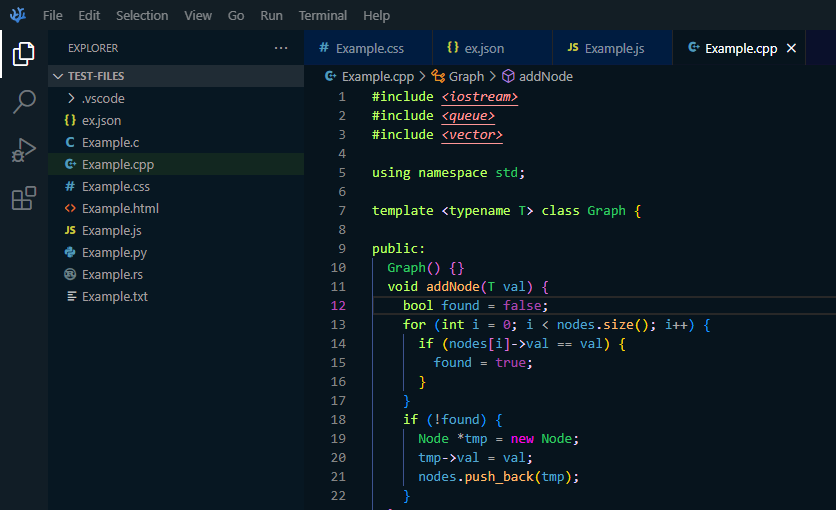 File Edit Selection View Go Run Terminal Help
EXPLORER ···
# Example.css {} ex.json JS Example.js C++ Example.cpp ×
TEST-FILES
Example.cpp > Graph > addNode
> .vscode
{} ex.json
C Example.c
C++ Example.cpp
# Example.css
<> Example.html
JS Example.js
Example.py
Example.rs
Example.txt
1 #include <iostream>
2 #include <queue>
3 #include <vector>
4
5 using namespace std;
6
7 template <typename T> class Graph {
8
9 public:
10   Graph() {}
11   void addNode(T val) {
12     bool found = false;
13     for (int i = 0; i < nodes.size(); i++) {
14       if (nodes[i]->val == val) {
15         found = true;
16       }
17     }
18     if (!found) {
19       Node *tmp = new Node;
20       tmp->val = val;
21       nodes.push_back(tmp);
22     }